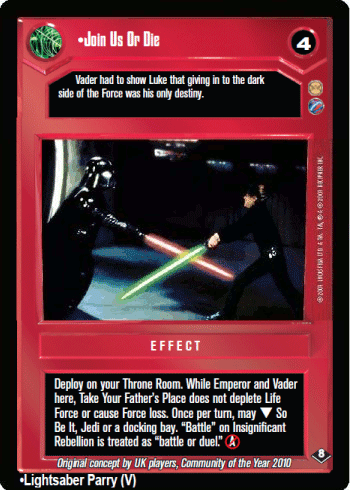 •Join Us Or Die
4
Vader had to show Luke that giving in to the dark
side of the Force was his only destiny.
EFFECT
Deploy on your Throne Room. While Emperor and Vader
here, Take Your Father's Place does not deplete Life
Force or cause Force loss. Once per turn, may ▼ So
Be It, Jedi or a docking bay. “Battle” on Insignificant
Rebellion is treated as “battle or duel.”
8
Original concept by UK players, Community of the Year 2010
•Lightsaber Parry (V)